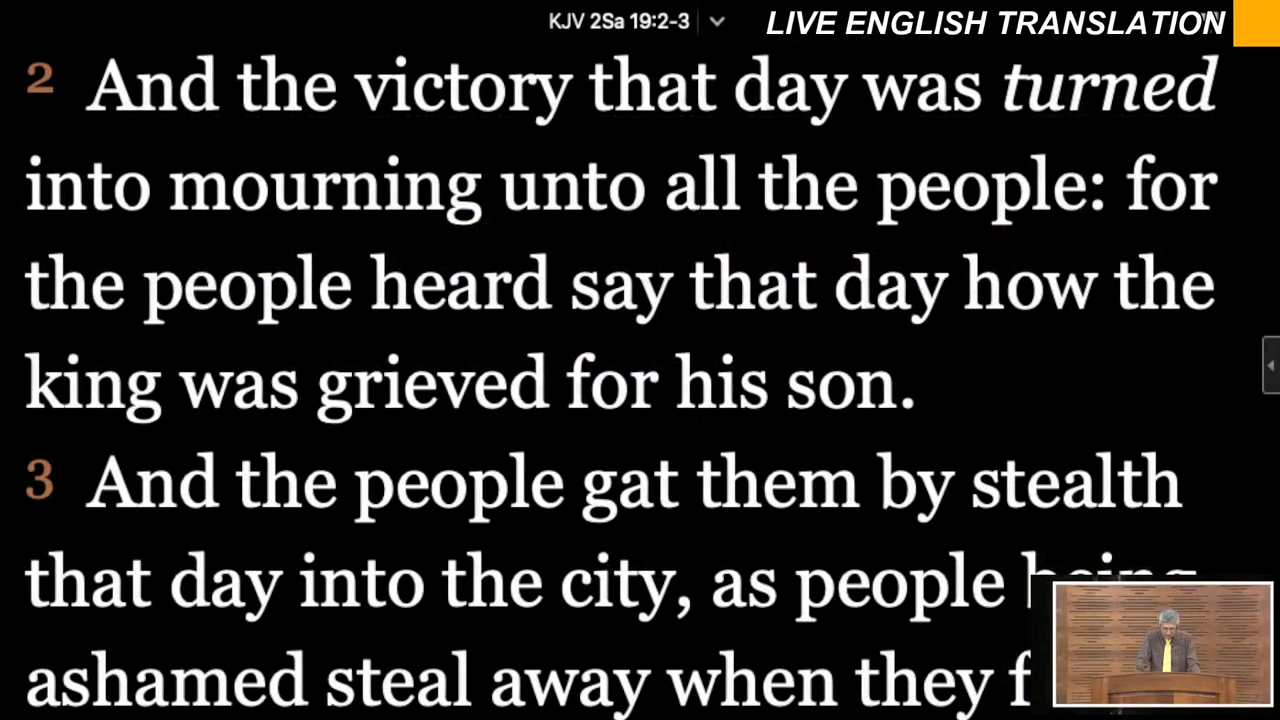 KJV 2Sa 19:2-3
LIVE ENGLISH TRANSLATION
2 And the victory that day was turned
into mourning unto all the people: for
the people heard say that day how the
king was grieved for his son.
3 And the people gat them by stealth
that day into the city, as people
ashamed steal away when they